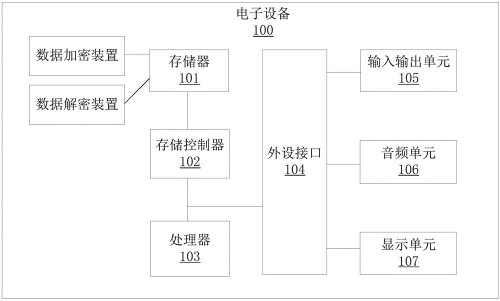 电子设备
100
数据加密装置
数据解密装置
存储器
101
存储控制器
102
处理器
103
外设接口
104
输入输出单元
105
音频单元
106
显示单元
107